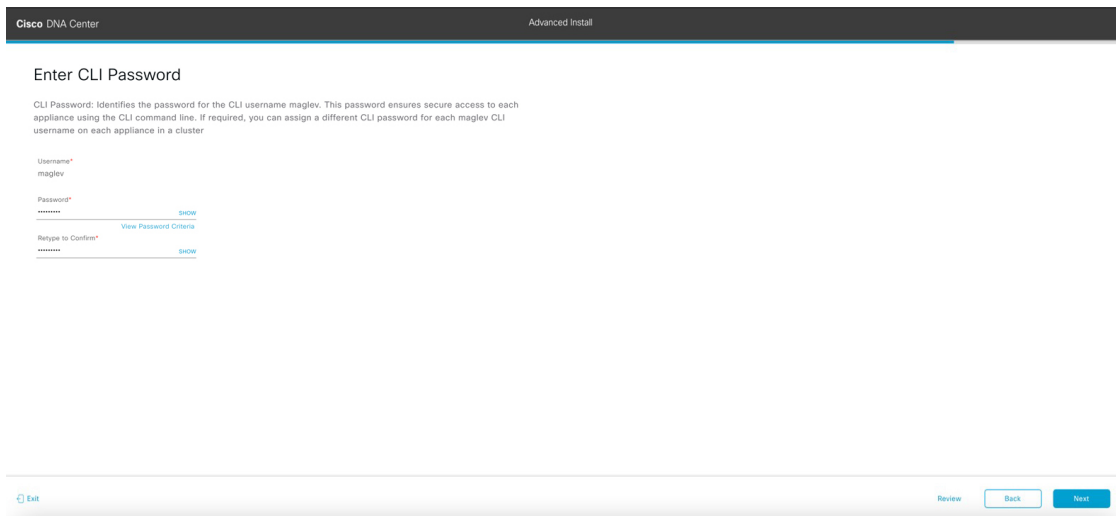 Cisco DNA Center
Advanced Install
Enter CLI Password
CLI Password: Identifies the password for the CLI username maglev. This password ensures secure access to each
appliance using the CLI command line. If required, you can assign a different CLI password for each maglev CLI
username on each appliance in a cluster
Username*
maglev
Password*
••••••••• SHOW
View Password Criteria
Retype to Confirm*
••••••••• SHOW
Exit
Review
Back
Next